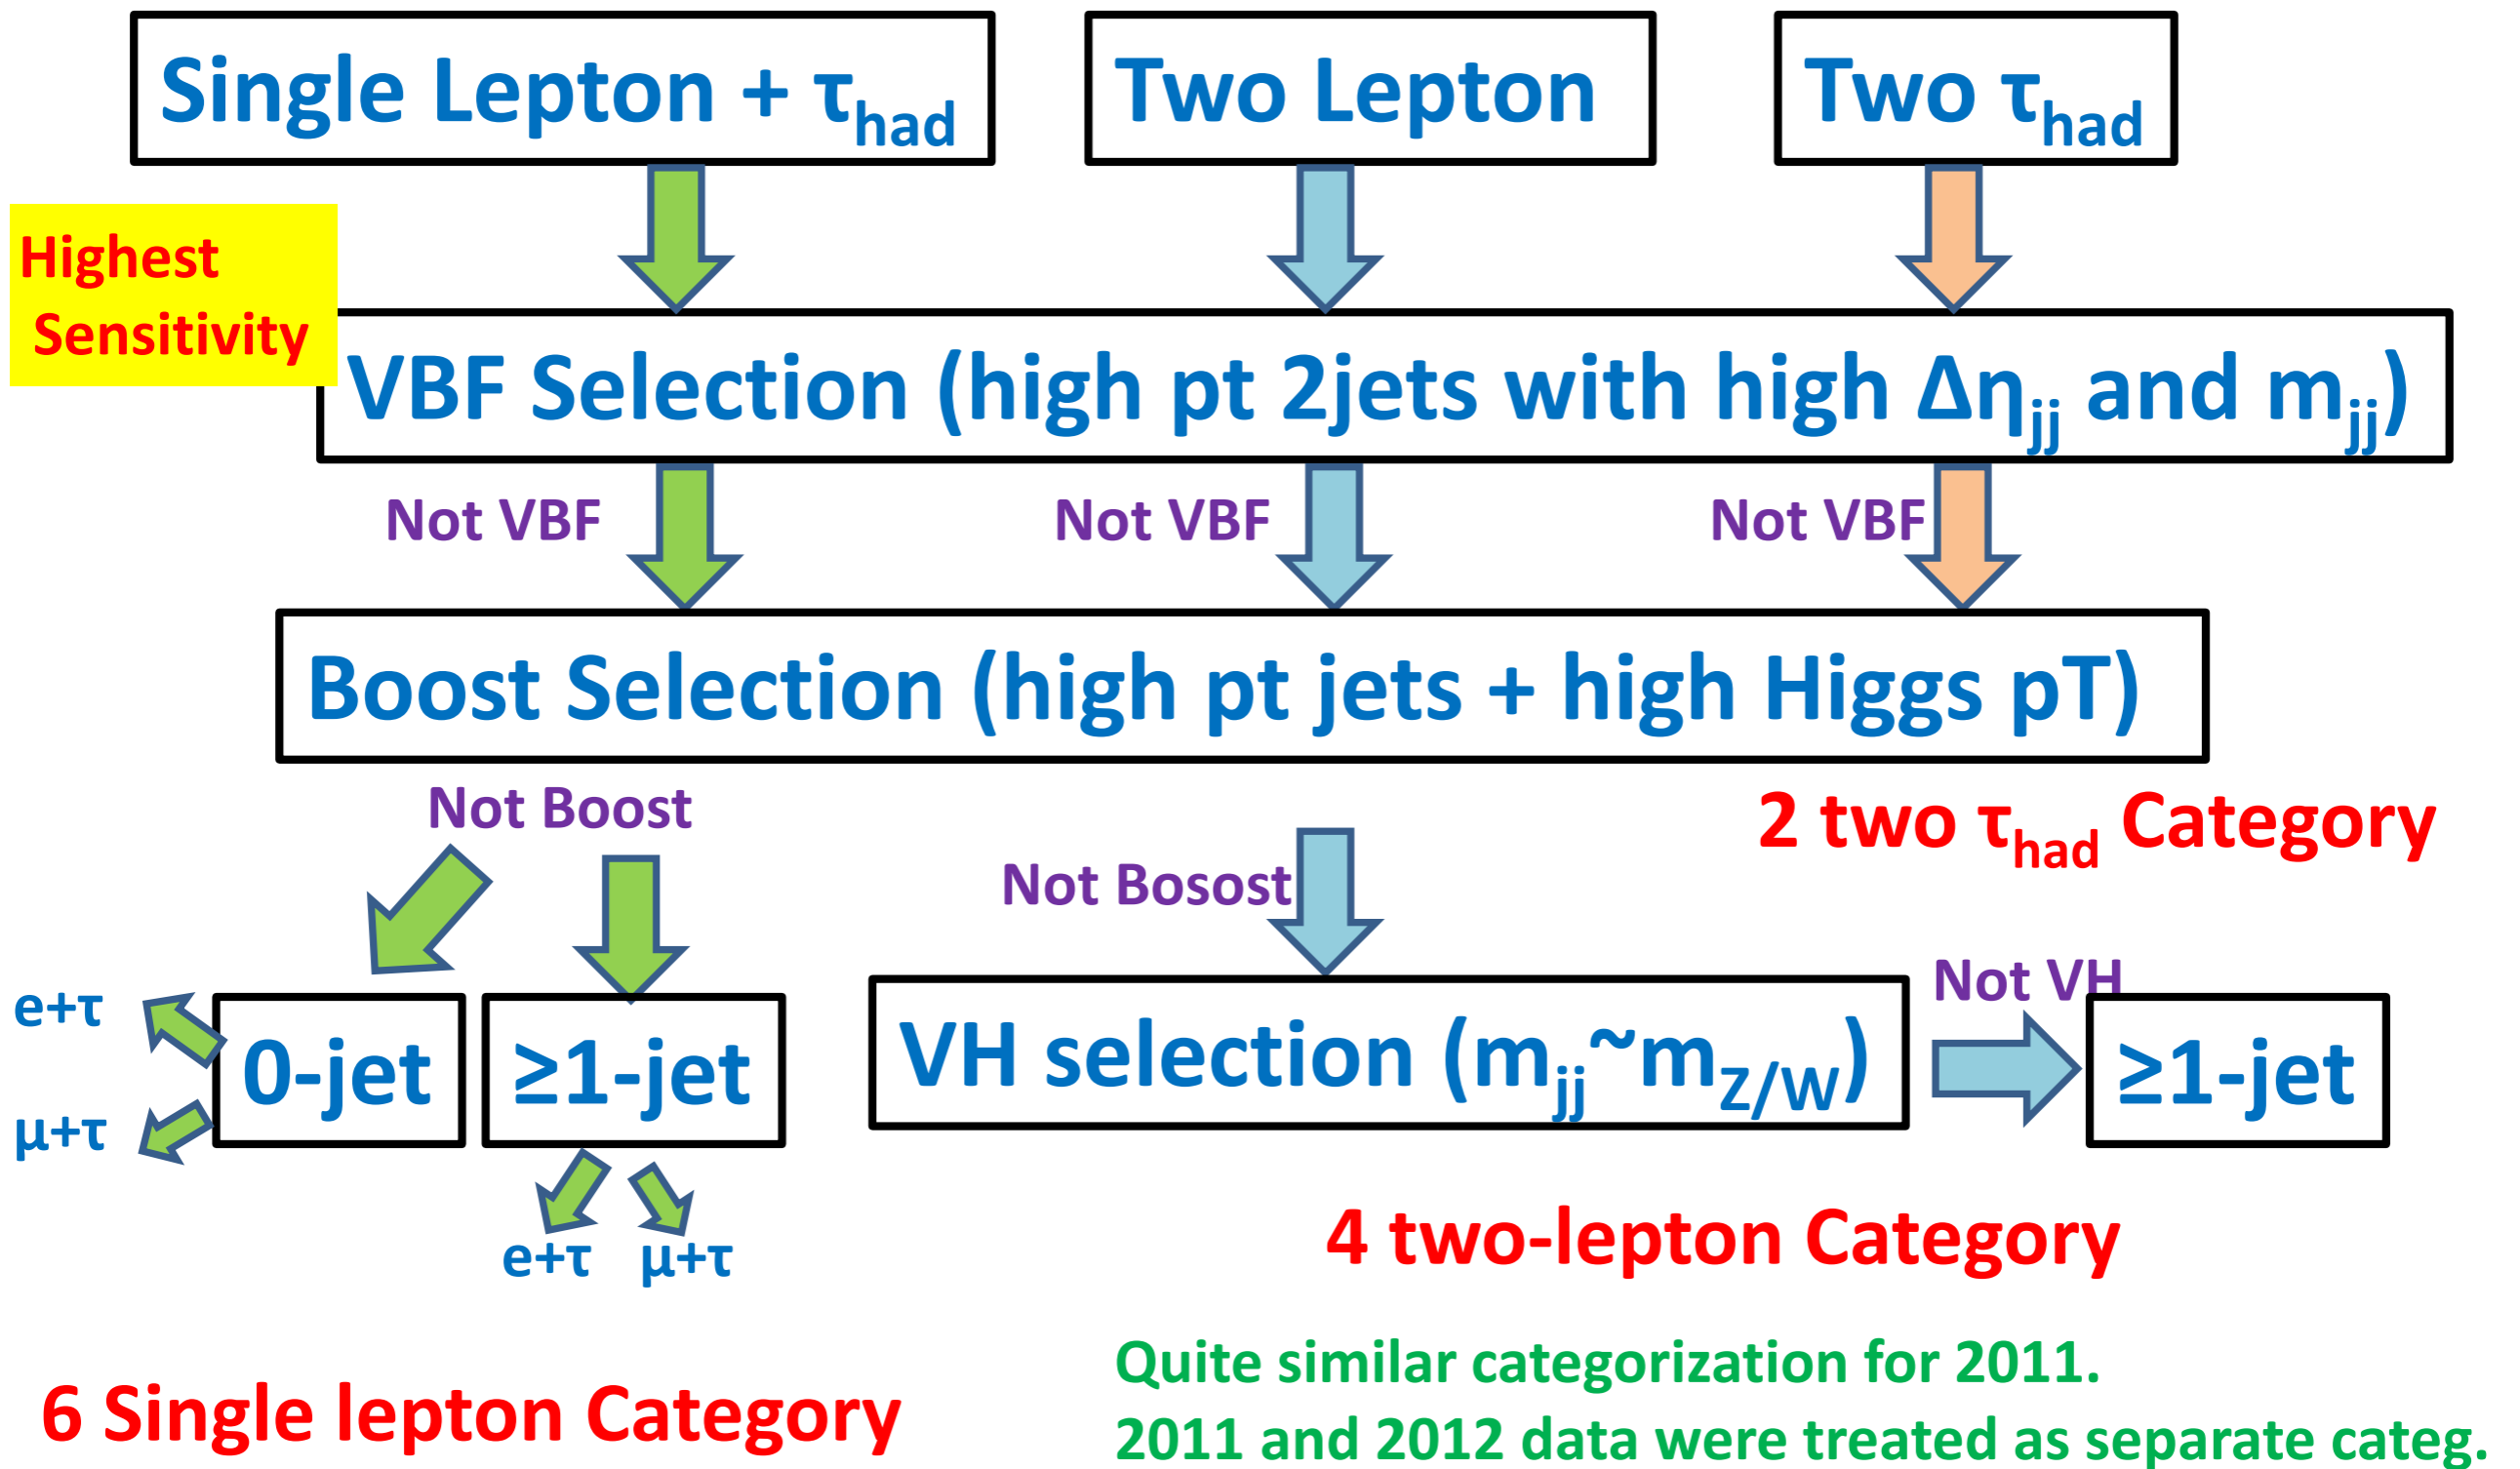 Single Lepton + τhad
Two Lepton
Two τhad
Highest
Sensitivity
VBF Selection (high pt 2jets with high Δηjj and mjj)
Not VBF
Not VBF
Not VBF
Boost Selection (high pt jets + high Higgs pT)
Not Boost
2 two τhad Category
Not Bosost
Not VH
e+τ
0-jet
≥1-jet
VH selection (mjj~mZ/W)
≥1-jet
μ+τ
e+τ
μ+τ
4 two-lepton Category
6 Single lepton Category
Quite similar categorization for 2011.
2011 and 2012 data were treated as separate categ.